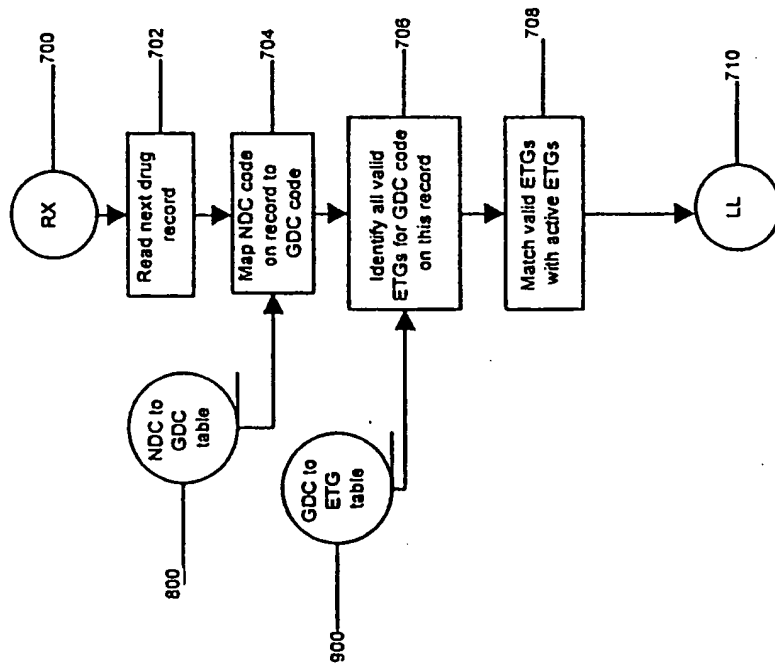 RX
700
Read next drug
record
702
NDC to
GDC
table
800
Map NDC code
on record to
GDC code
704
GDC to
ETG
table
900
Identify all valid
ETGs for GDC code
on this record
706
Match valid ETGs
with active ETGs
708
LL
710